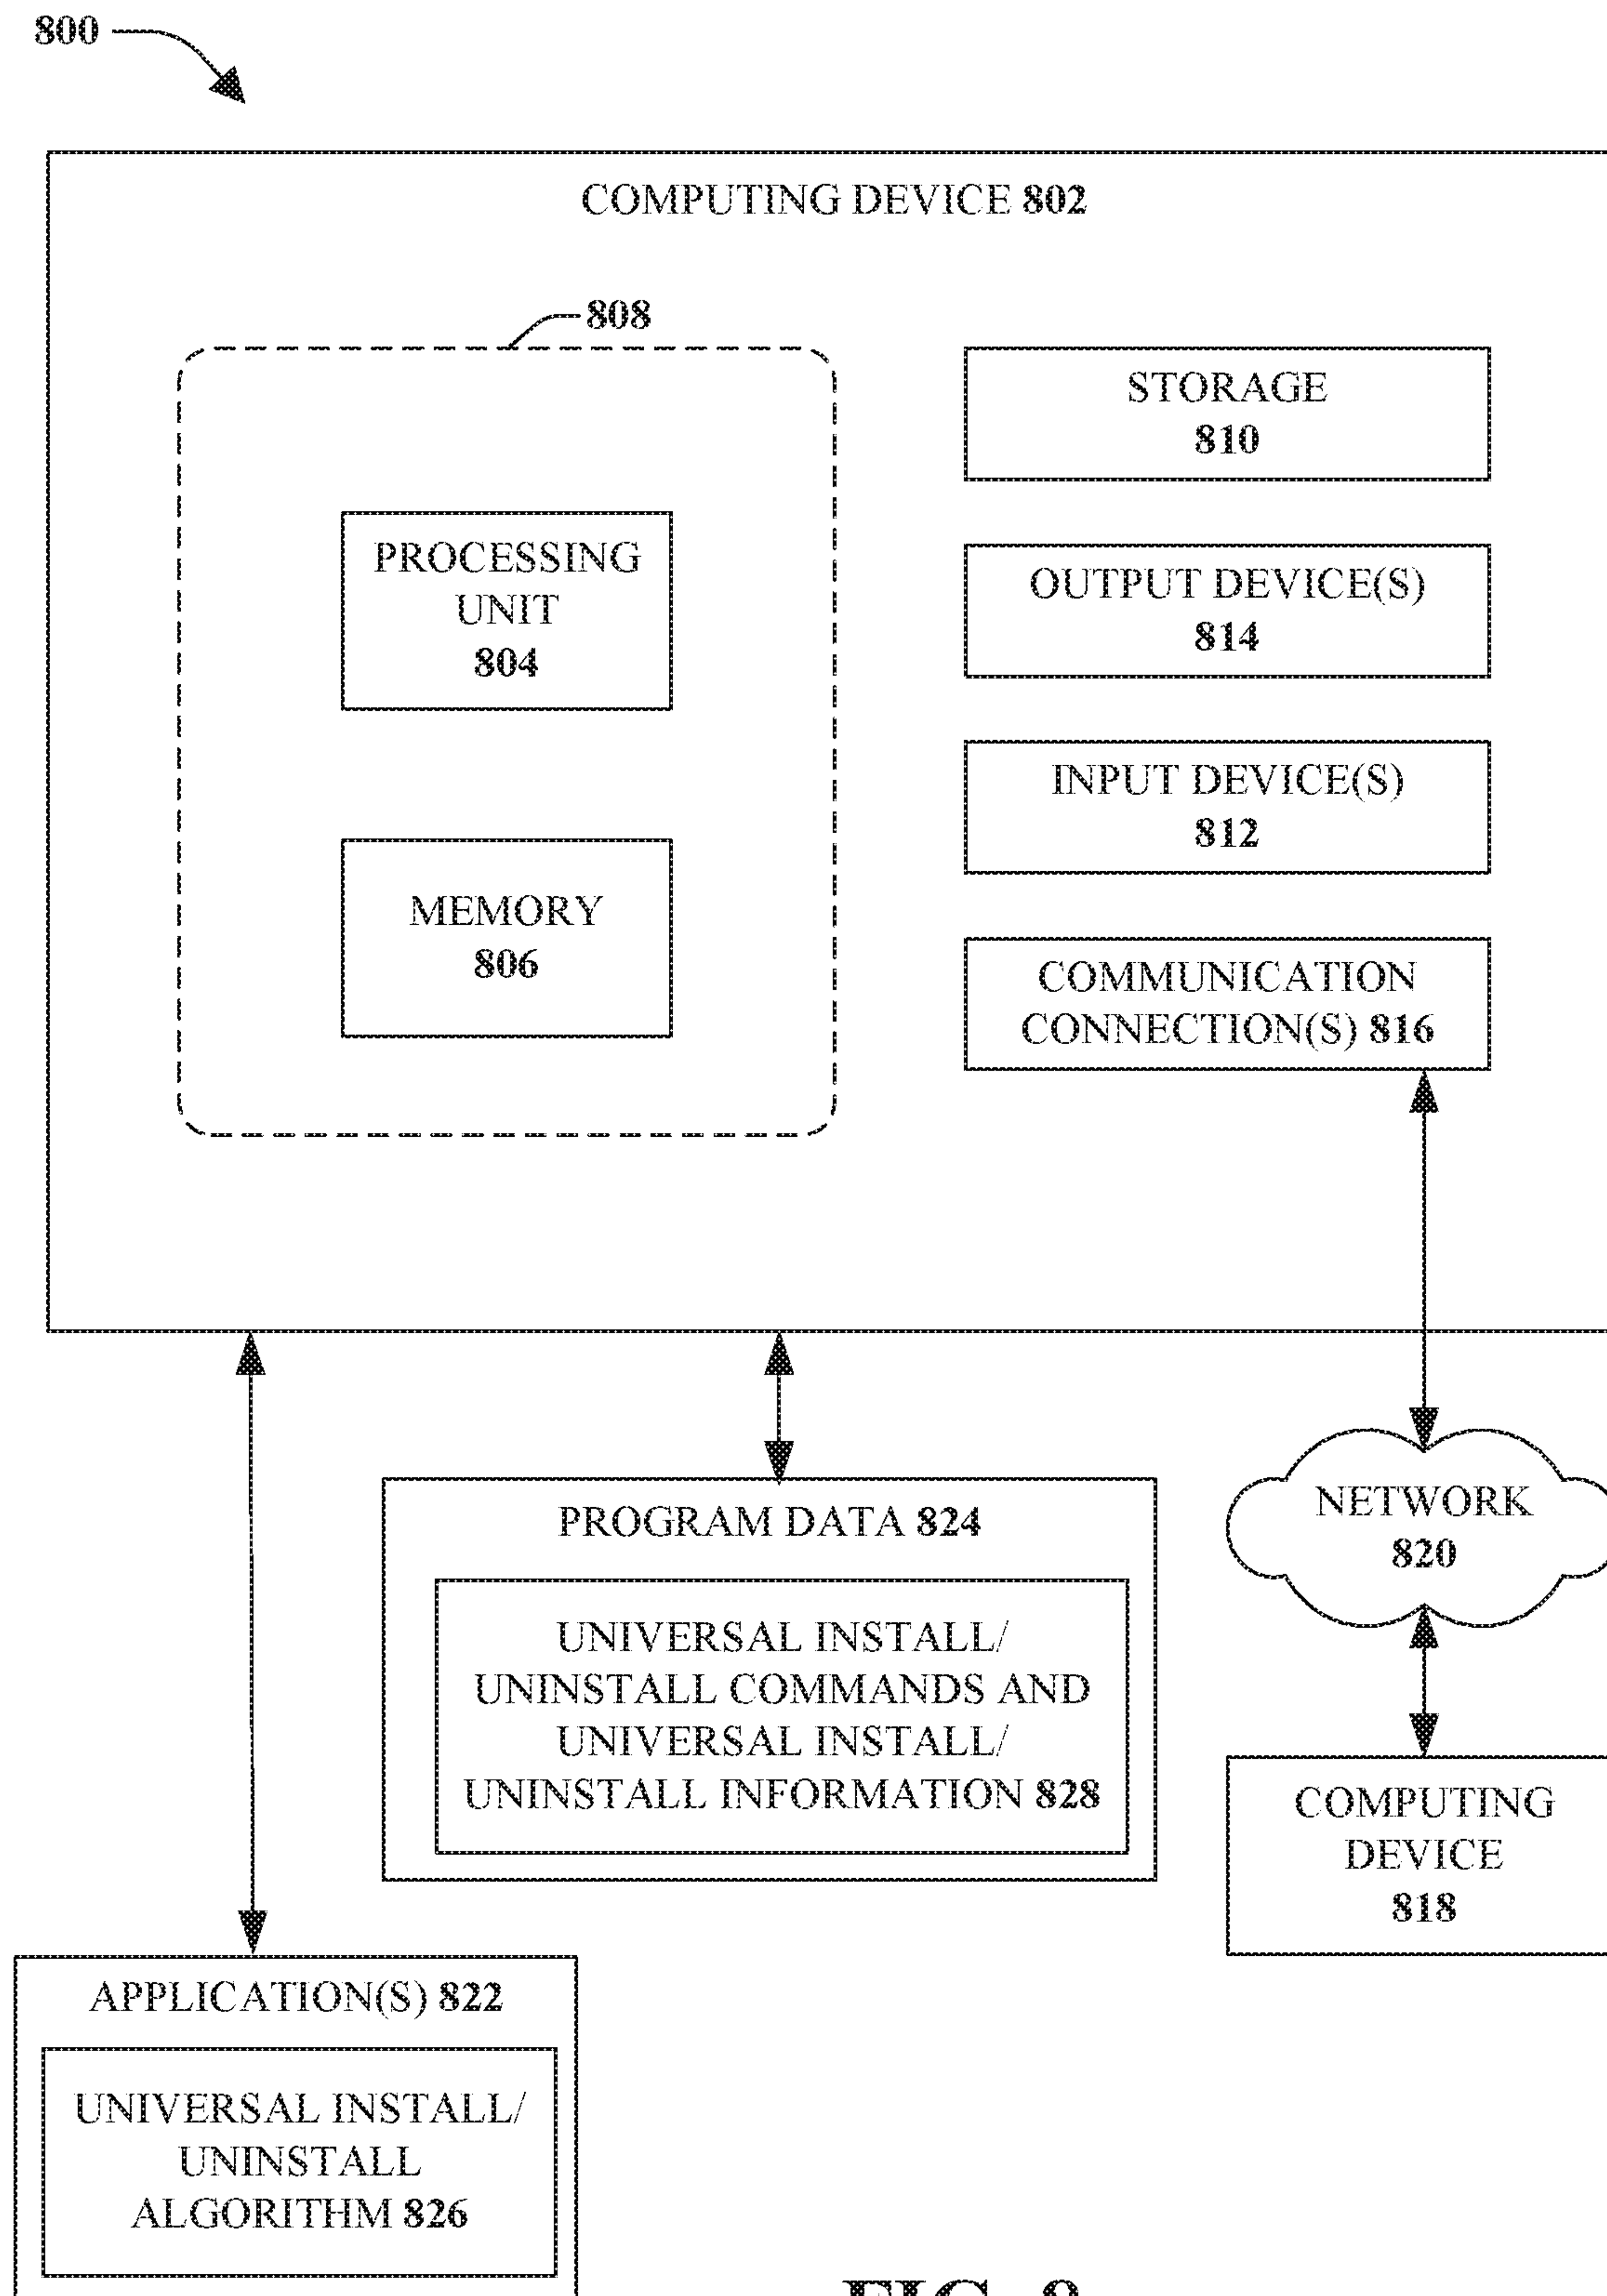 800
COMPUTING DEVICE 802
808
PROCESSING
UNIT
804
MEMORY
806
STORAGE
810
OUTPUT DEVICE(S)
814
INPUT DEVICE(S)
812
COMMUNICATION
CONNECTION(S) 816
PROGRAM DATA 824
UNIVERSAL INSTALL/
UNINSTALL COMMANDS AND
UNIVERSAL INSTALL/
UNINSTALL INFORMATION 828
NETWORK
820
COMPUTING
DEVICE
818
APPLICATION(S) 822
UNIVERSAL INSTALL/
UNINSTALL
ALGORITHM 826